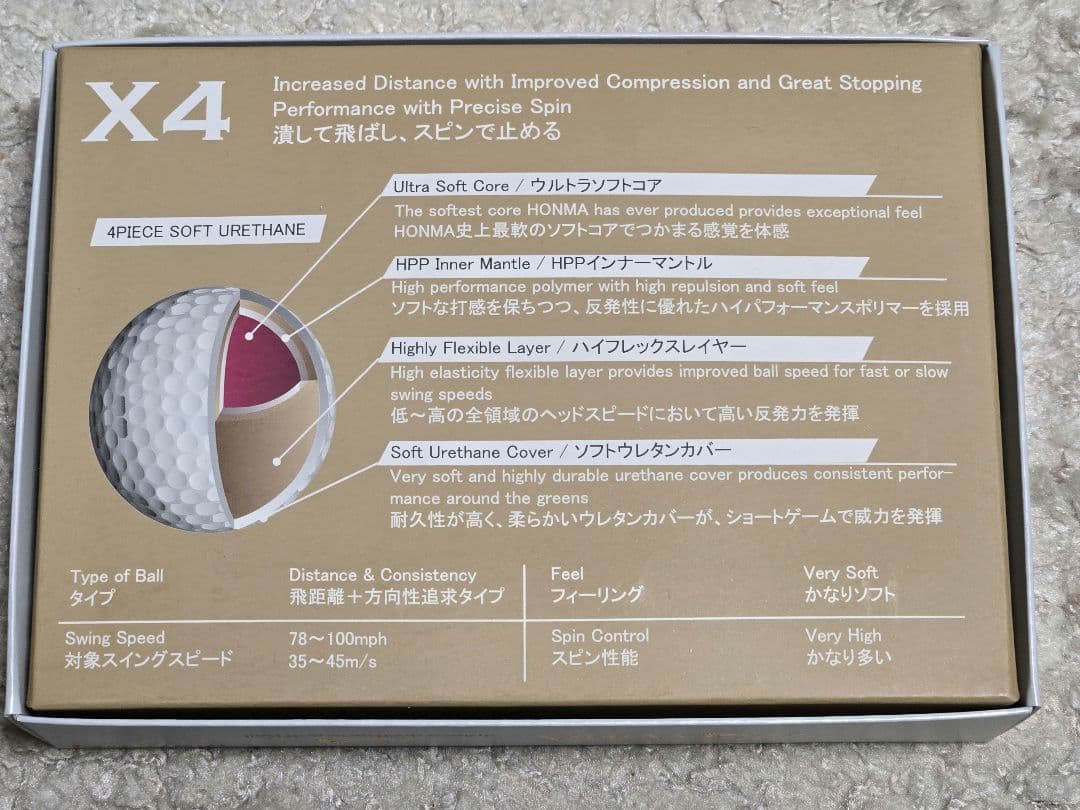 X4
Increased Distance with Improved Compression and Great Stopping
Performance with Precise Spin
潰して飛ばし、スピンで止める
4PIECE SOFT URETHANE
Ultra Soft Core / ウルトラソフトコア
The softest core HONMA has ever produced provides exceptional feel
HONMA史上最軟のソフトコアでつかまる感覚を体感
HPP Inner Mantle / HPPインナーマントル
High performance polymer with high repulsion and soft feel
ソフトな打感を保ちつつ、反発性に優れたハイパフォーマンスポリマーを採用
Highly Flexible Layer / ハイフレックスレイヤー
High elasticity flexible layer provides improved ball speed for fast or slow
swing speeds
低～高の全領域のヘッドスピードにおいて高い反発力を発揮
Soft Urethane Cover / ソフトウレタンカバー
Very soft and highly durable urethane cover produces consistent perfor-
mance around the greens
耐久性が高く、柔らかいウレタンカバーが、ショートゲームで威力を発揮
Type of Ball
タイプ
Distance & Consistency
飛距離＋方向性追求タイプ
Feel
フィーリング
Very Soft
かなりソフト
Swing Speed
対象スイングスピード
78～100mph
35～45m/s
Spin Control
スピン性能
Very High
かなり多い